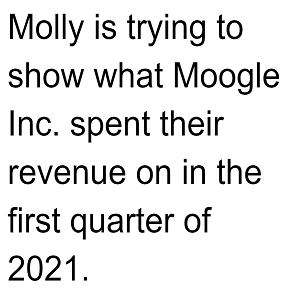 Molly is trying to
show what Moogle
Inc. spent their
revenue on in the
first quarter of
2021.